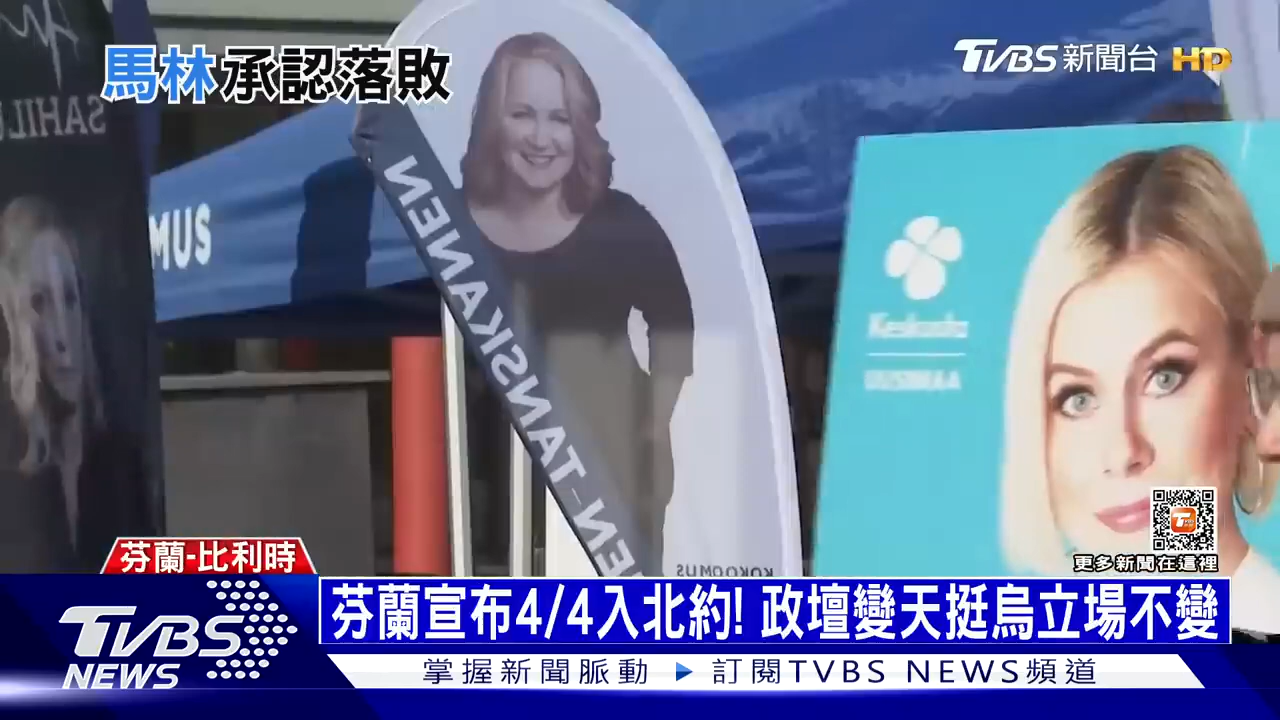 馬林承認落敗
TVBS新聞台 HD
SAHIL
MUS
NEN-TANSKANEN
KOKOOMUS
Keskusta
UUSIMAA
更多新聞在這裡
芬蘭-比利時
芬蘭宣布4/4入北約! 政壇變天挺烏立場不變
TVBS NEWS
掌握新聞脈動 訂閱TVBS NEWS頻道